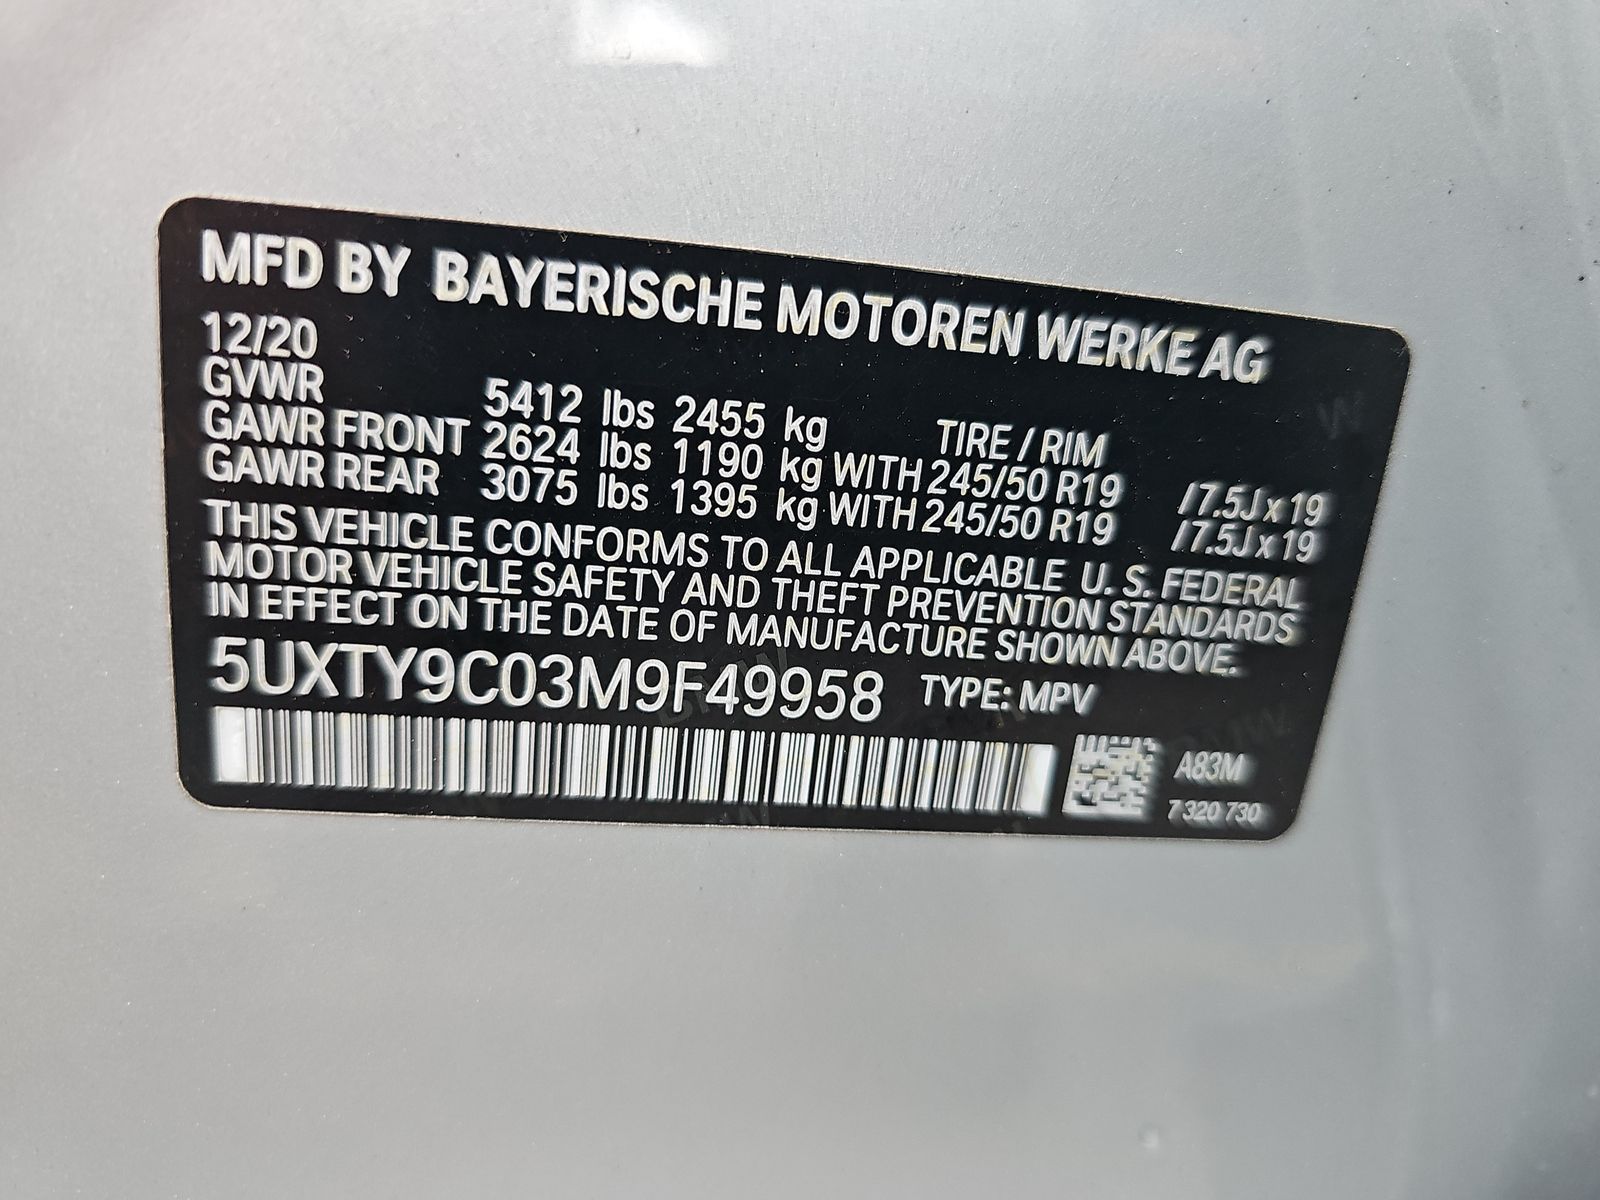 MFD BY BAYERISCHE MOTOREN WERKE AG
12/20
GVWR 5412 lbs 2455 kg TIRE / RIM
GAWR FRONT 2624 lbs 1190 kg WITH 245/50 R19 /7.5J x 19
GAWR REAR 3075 lbs 1395 kg WITH 245/50 R19 /7.5J x 19
THIS VEHICLE CONFORMS TO ALL APPLICABLE U. S. FEDERAL
MOTOR VEHICLE SAFETY AND THEFT PREVENTION STANDARDS
IN EFFECT ON THE DATE OF MANUFACTURE SHOWN ABOVE.
5UXTY9C03M9F49958 TYPE: MPV
A83M
7 320 730